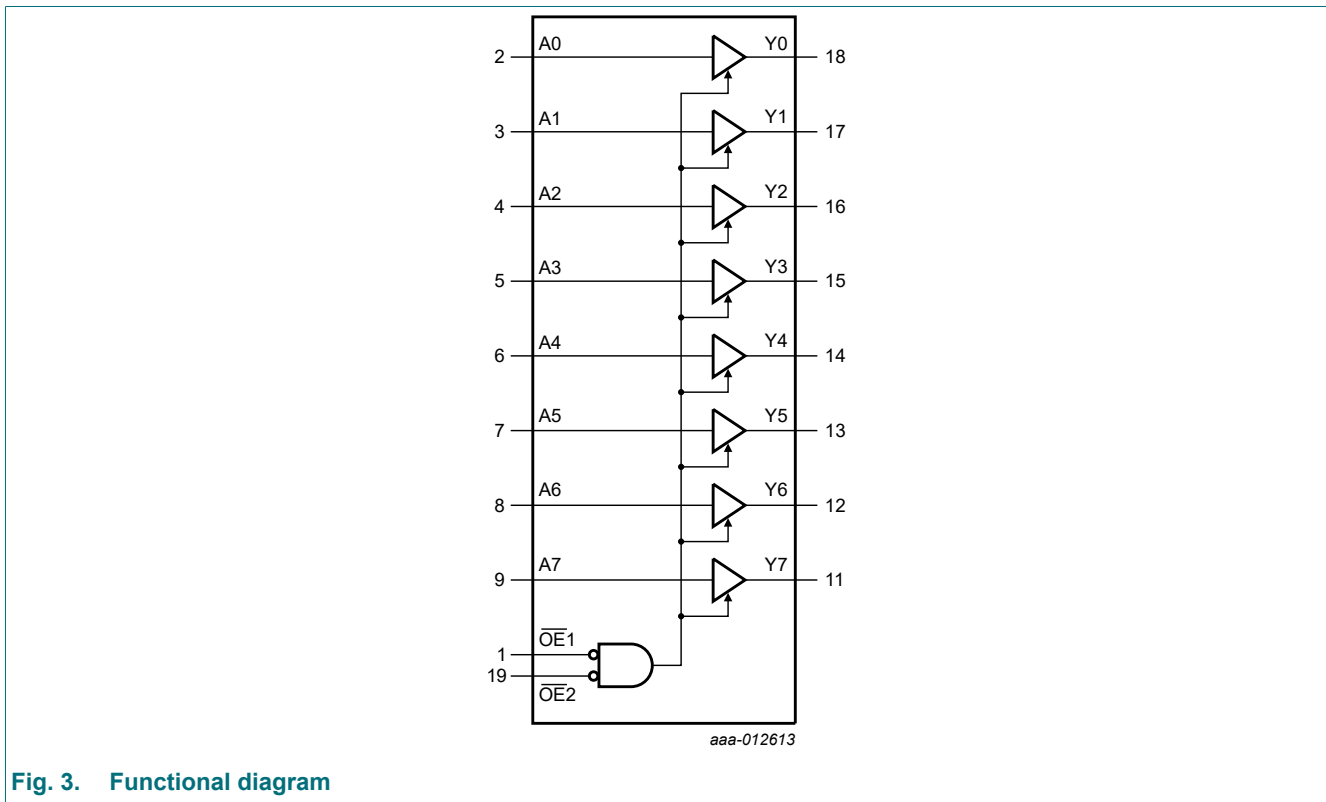 2 A0 Y0 18
3 A1 Y1 17
4 A2 Y2 16
5 A3 Y3 15
6 A4 Y4 14
7 A5 Y5 13
8 A6 Y6 12
9 A7 Y7 11
1 O̅E̅1
19 O̅E̅2
aaa-012613
Fig. 3. Functional diagram